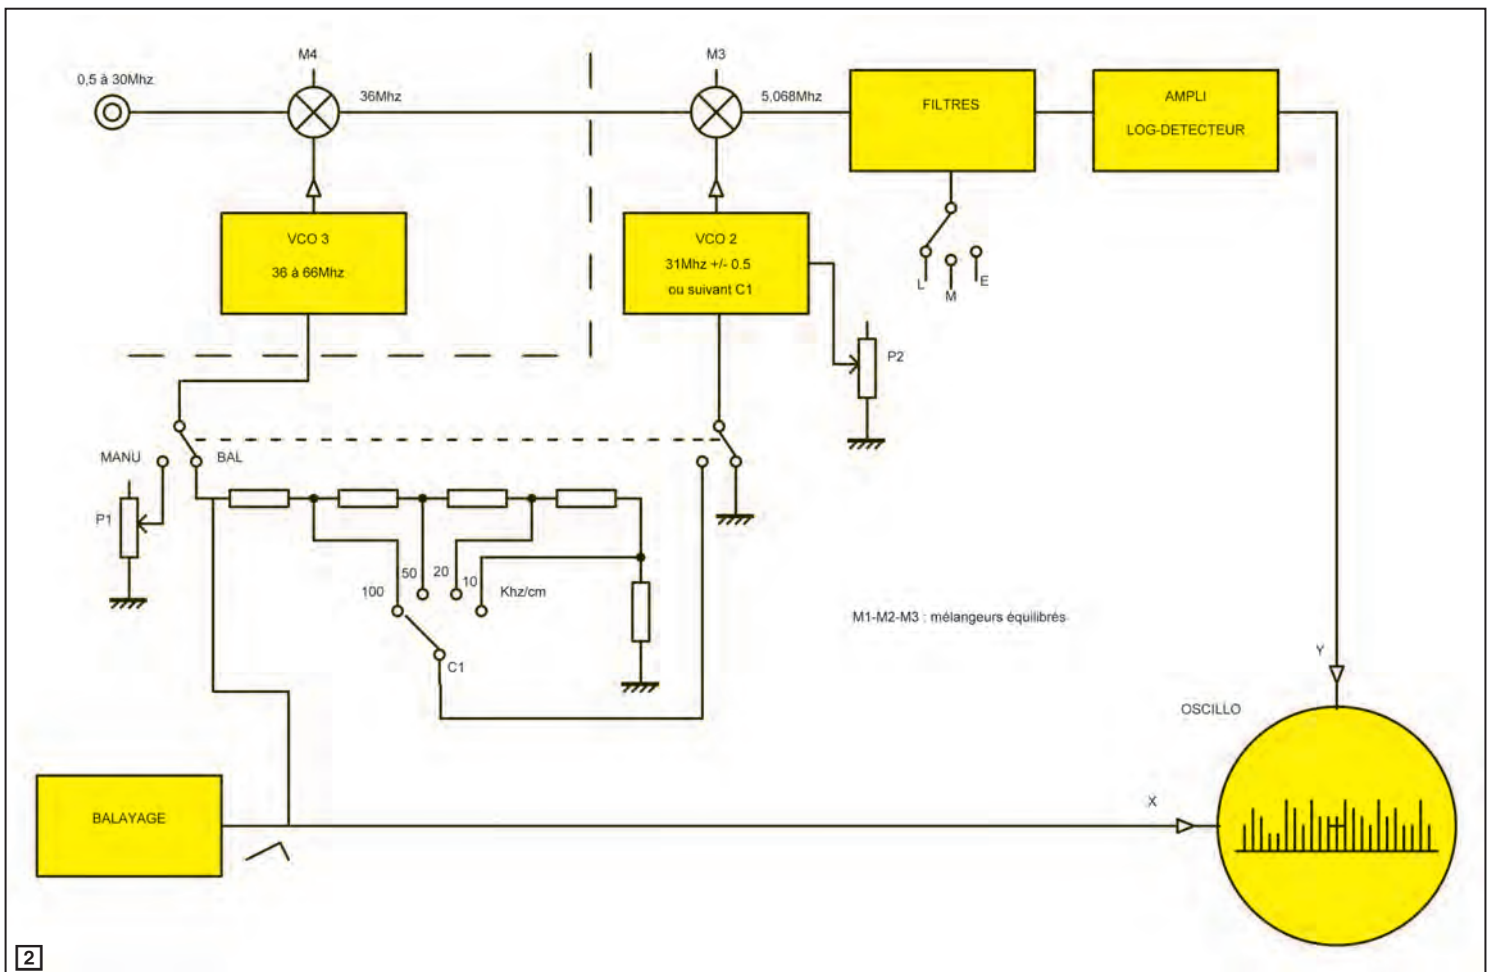 M4
M3
0,5 à 30Mhz
36Mhz
5,068Mhz
FILTRES
AMPLI
LOG-DETECTEUR
VCO 3
36 à 66Mhz
VCO 2
31Mhz +/- 0.5
ou suivant C1
L
M
E
P2
MANU
BAL
P1
100
50
20
10
Khz/cm
C1
M1-M2-M3 : mélangeurs équilibrés
Y
OSCILLO
X
BALAYAGE
2